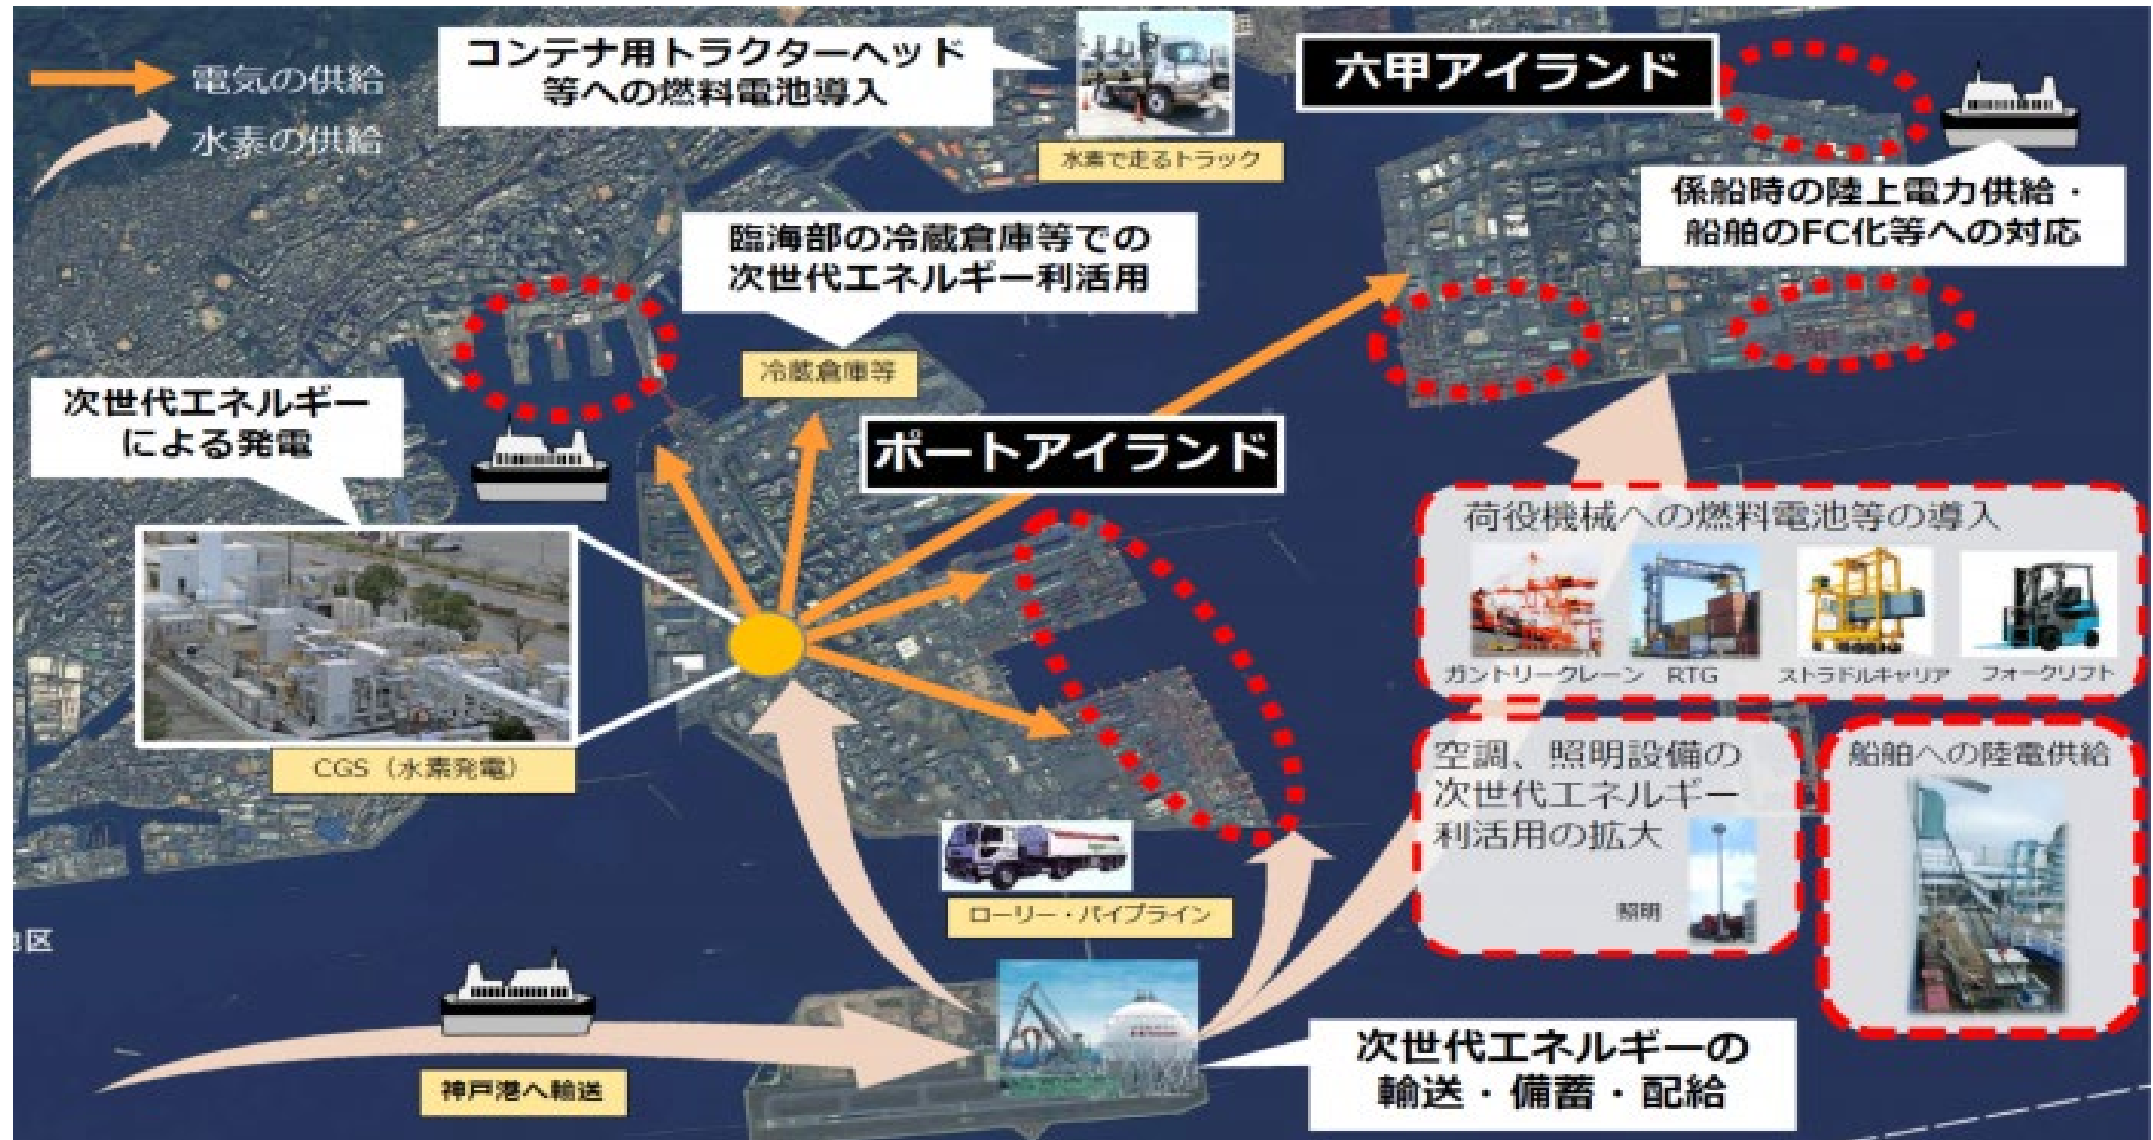 電気の供給
水素の供給
コンテナ用トラクターヘッド
等への燃料電池導入
水素で走るトラック
六甲アイランド
係船時の陸上電力供給・
船舶のFC化等への対応
臨海部の冷蔵倉庫等での
次世代エネルギー利活用
冷蔵倉庫等
次世代エネルギー
による発電
ポートアイランド
CGS（水素発電）
荷役機械への燃料電池等の導入
ガントリークレーン
RTG
ストラドルキャリア
フォークリフト
空調、照明設備の
次世代エネルギー
利活用の拡大
照明
船舶への陸電供給
ローリー・パイプライン
区
神戸港へ輸送
次世代エネルギーの
輸送・備蓄・配給